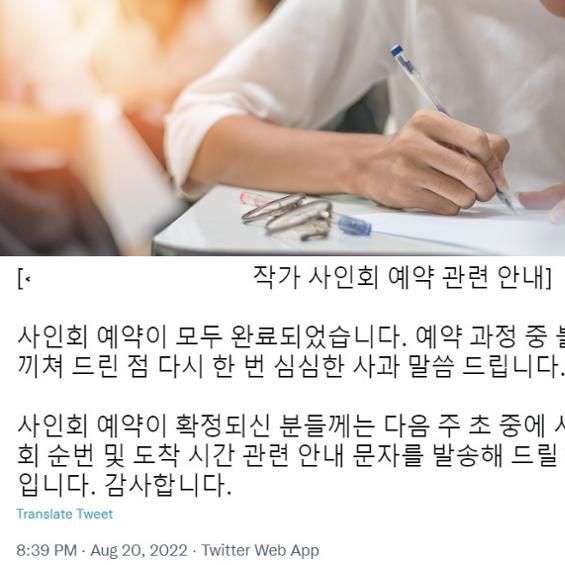 [< 작가 사인회 예약 관련 안내]
사인회 예약이 모두 완료되었습니다. 예약 과정 중
끼쳐 드린 점 다시 한 번 심심한 사과 말씀 드립니다.
사인회 예약이 확정되신 분들께는 다음 주 초 중에
회 순번 및 도착 시간 관련 안내 문자를 발송해 드릴
입니다. 감사합니다.
Translate Tweet
8:39 PM · Aug 20, 2022 · Twitter Web App